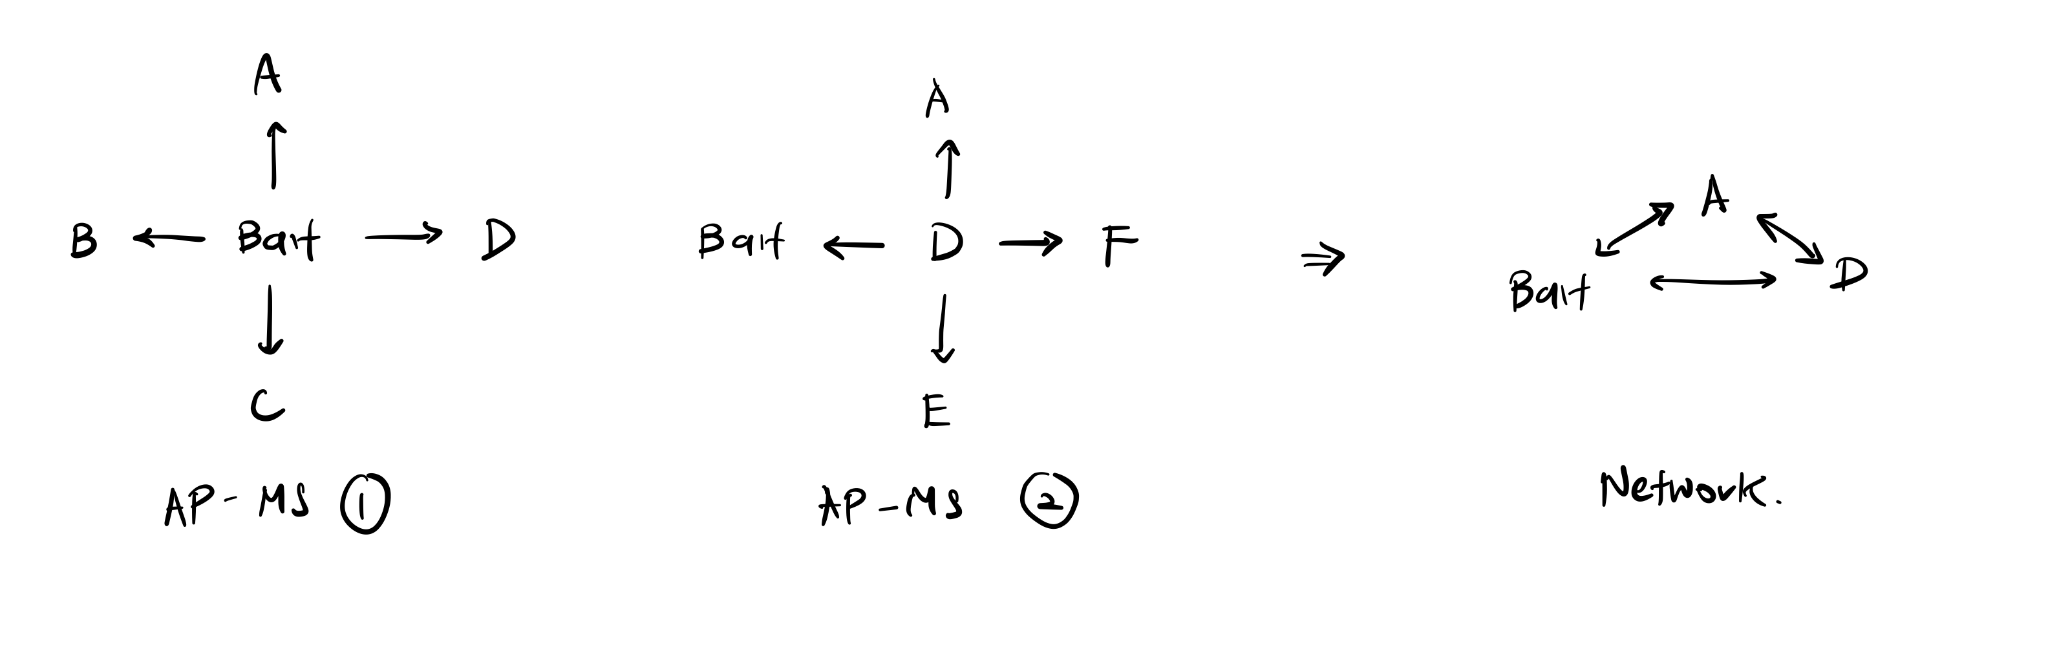 A
B ← Bait → D
C
AP-MS ①
A
Bait ← D → F
E
AP-MS ②
⇒
A
Bait ↔ D
Network.